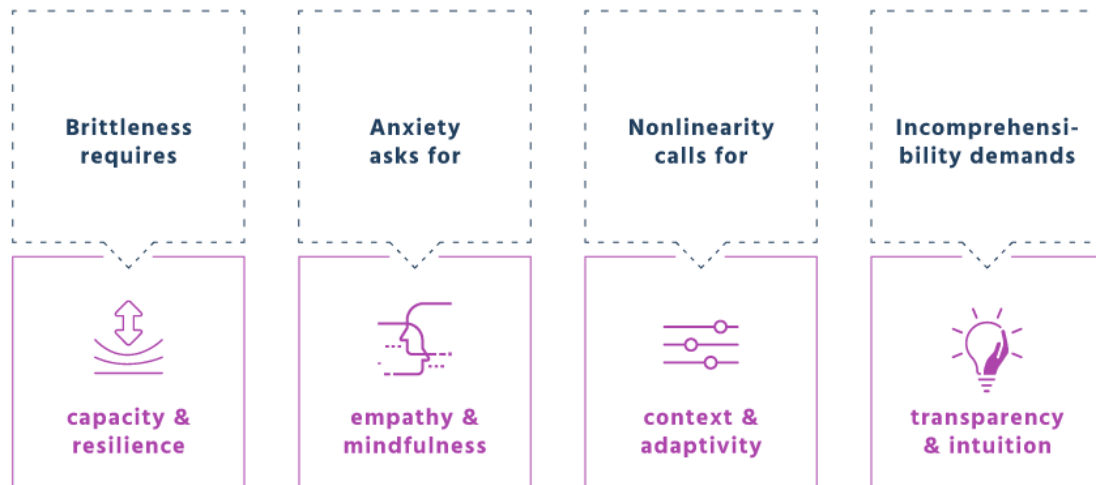 Brittleness
requires
Anxiety
asks for
Nonlinearity
calls for
Incomprehensi-
bility demands
capacity &
resilience
empathy &
mindfulness
context &
adaptivity
transparency
& intuition